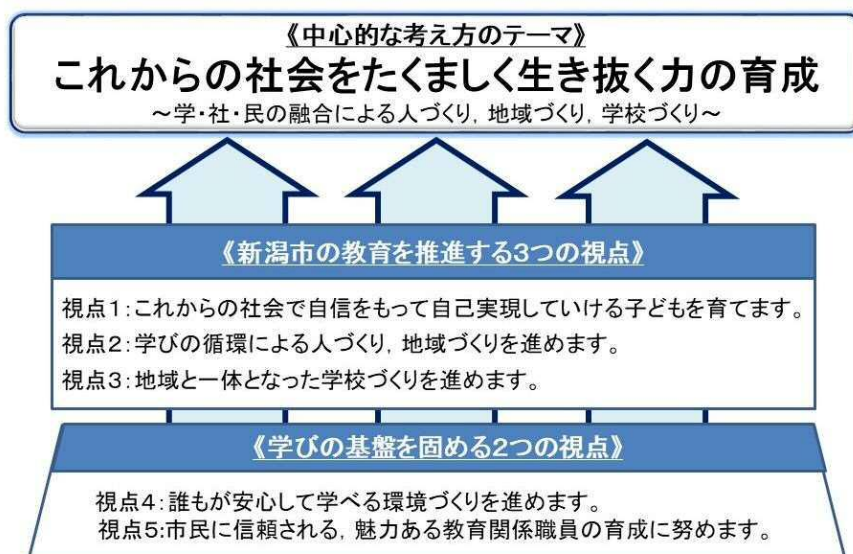 《中心的な考え方のテーマ》
これからの社会をたくましく生き抜く力の育成
～学・社・民の融合による人づくり，地域づくり，学校づくり～
《新潟市の教育を推進する3つの視点》
視点1：これからの社会で自信をもって自己実現していける子どもを育てます。
視点2：学びの循環による人づくり，地域づくりを進めます。
視点3：地域と一体となった学校づくりを進めます。
《学びの基盤を固める2つの視点》
視点4：誰もが安心して学べる環境づくりを進めます。
視点5:市民に信頼される，魅力ある教育関係職員の育成に努めます。